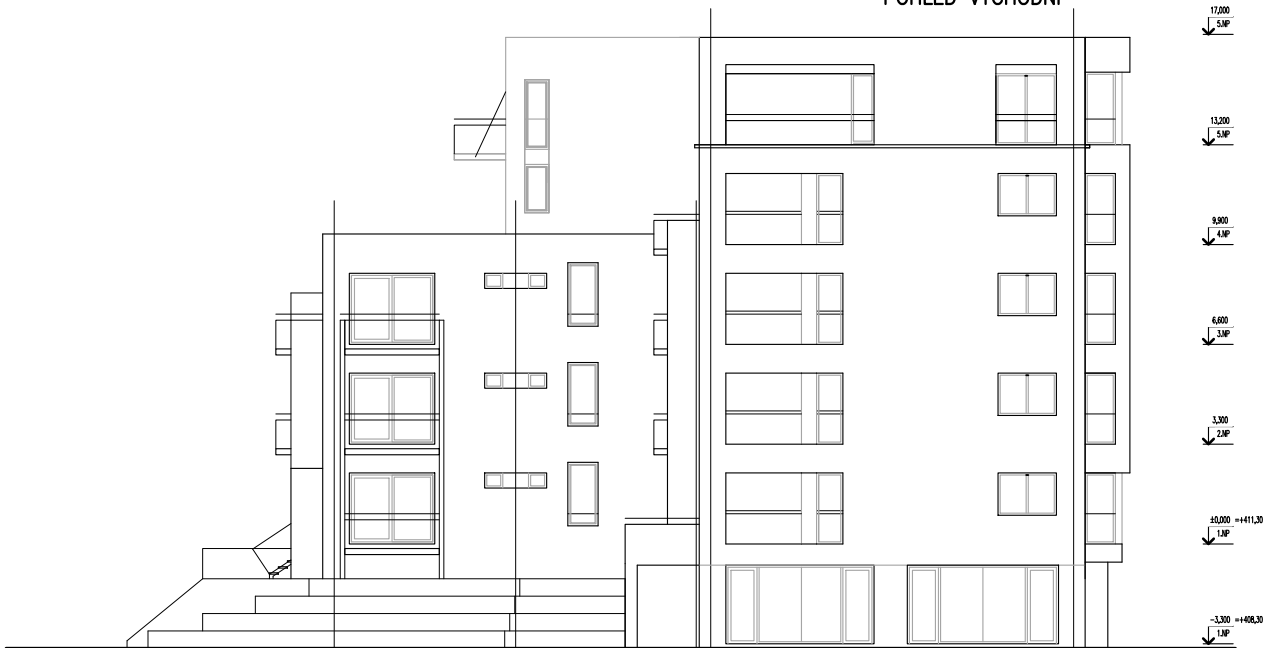 POHLED VÝCHODNÍ
17,000
5.NP
13,200
5.NP
9,900
4.NP
6,600
3.NP
3,300
2.NP
±0,000 =+411,30
1.NP
-3,300 =+408,30
1.NP